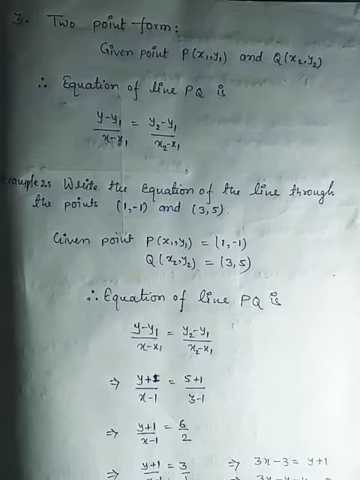 3. Two point form:
Given point P(x₁,y₁) and Q(x₂,y₂)
∴ Equation of line PQ is
y-y₁/x-x₁ = y₂-y₁/x₂-x₁
Write the Equation of the line through
the points (1,-1) and (3,5).
Given point P(x₁,y₁) = (1,-1)
Q(x₂,y₂) = (3,5)
∴ Equation of line PQ is
y-y₁/x-x₁ = y₂-y₁/x₂-x₁
⇒ y+1/x-1 = 5+1/3-1
⇒ y+1/x-1 = 6/2
⇒ y+1/x-1 = 3/1 ⇒ 3x-3 = y+1